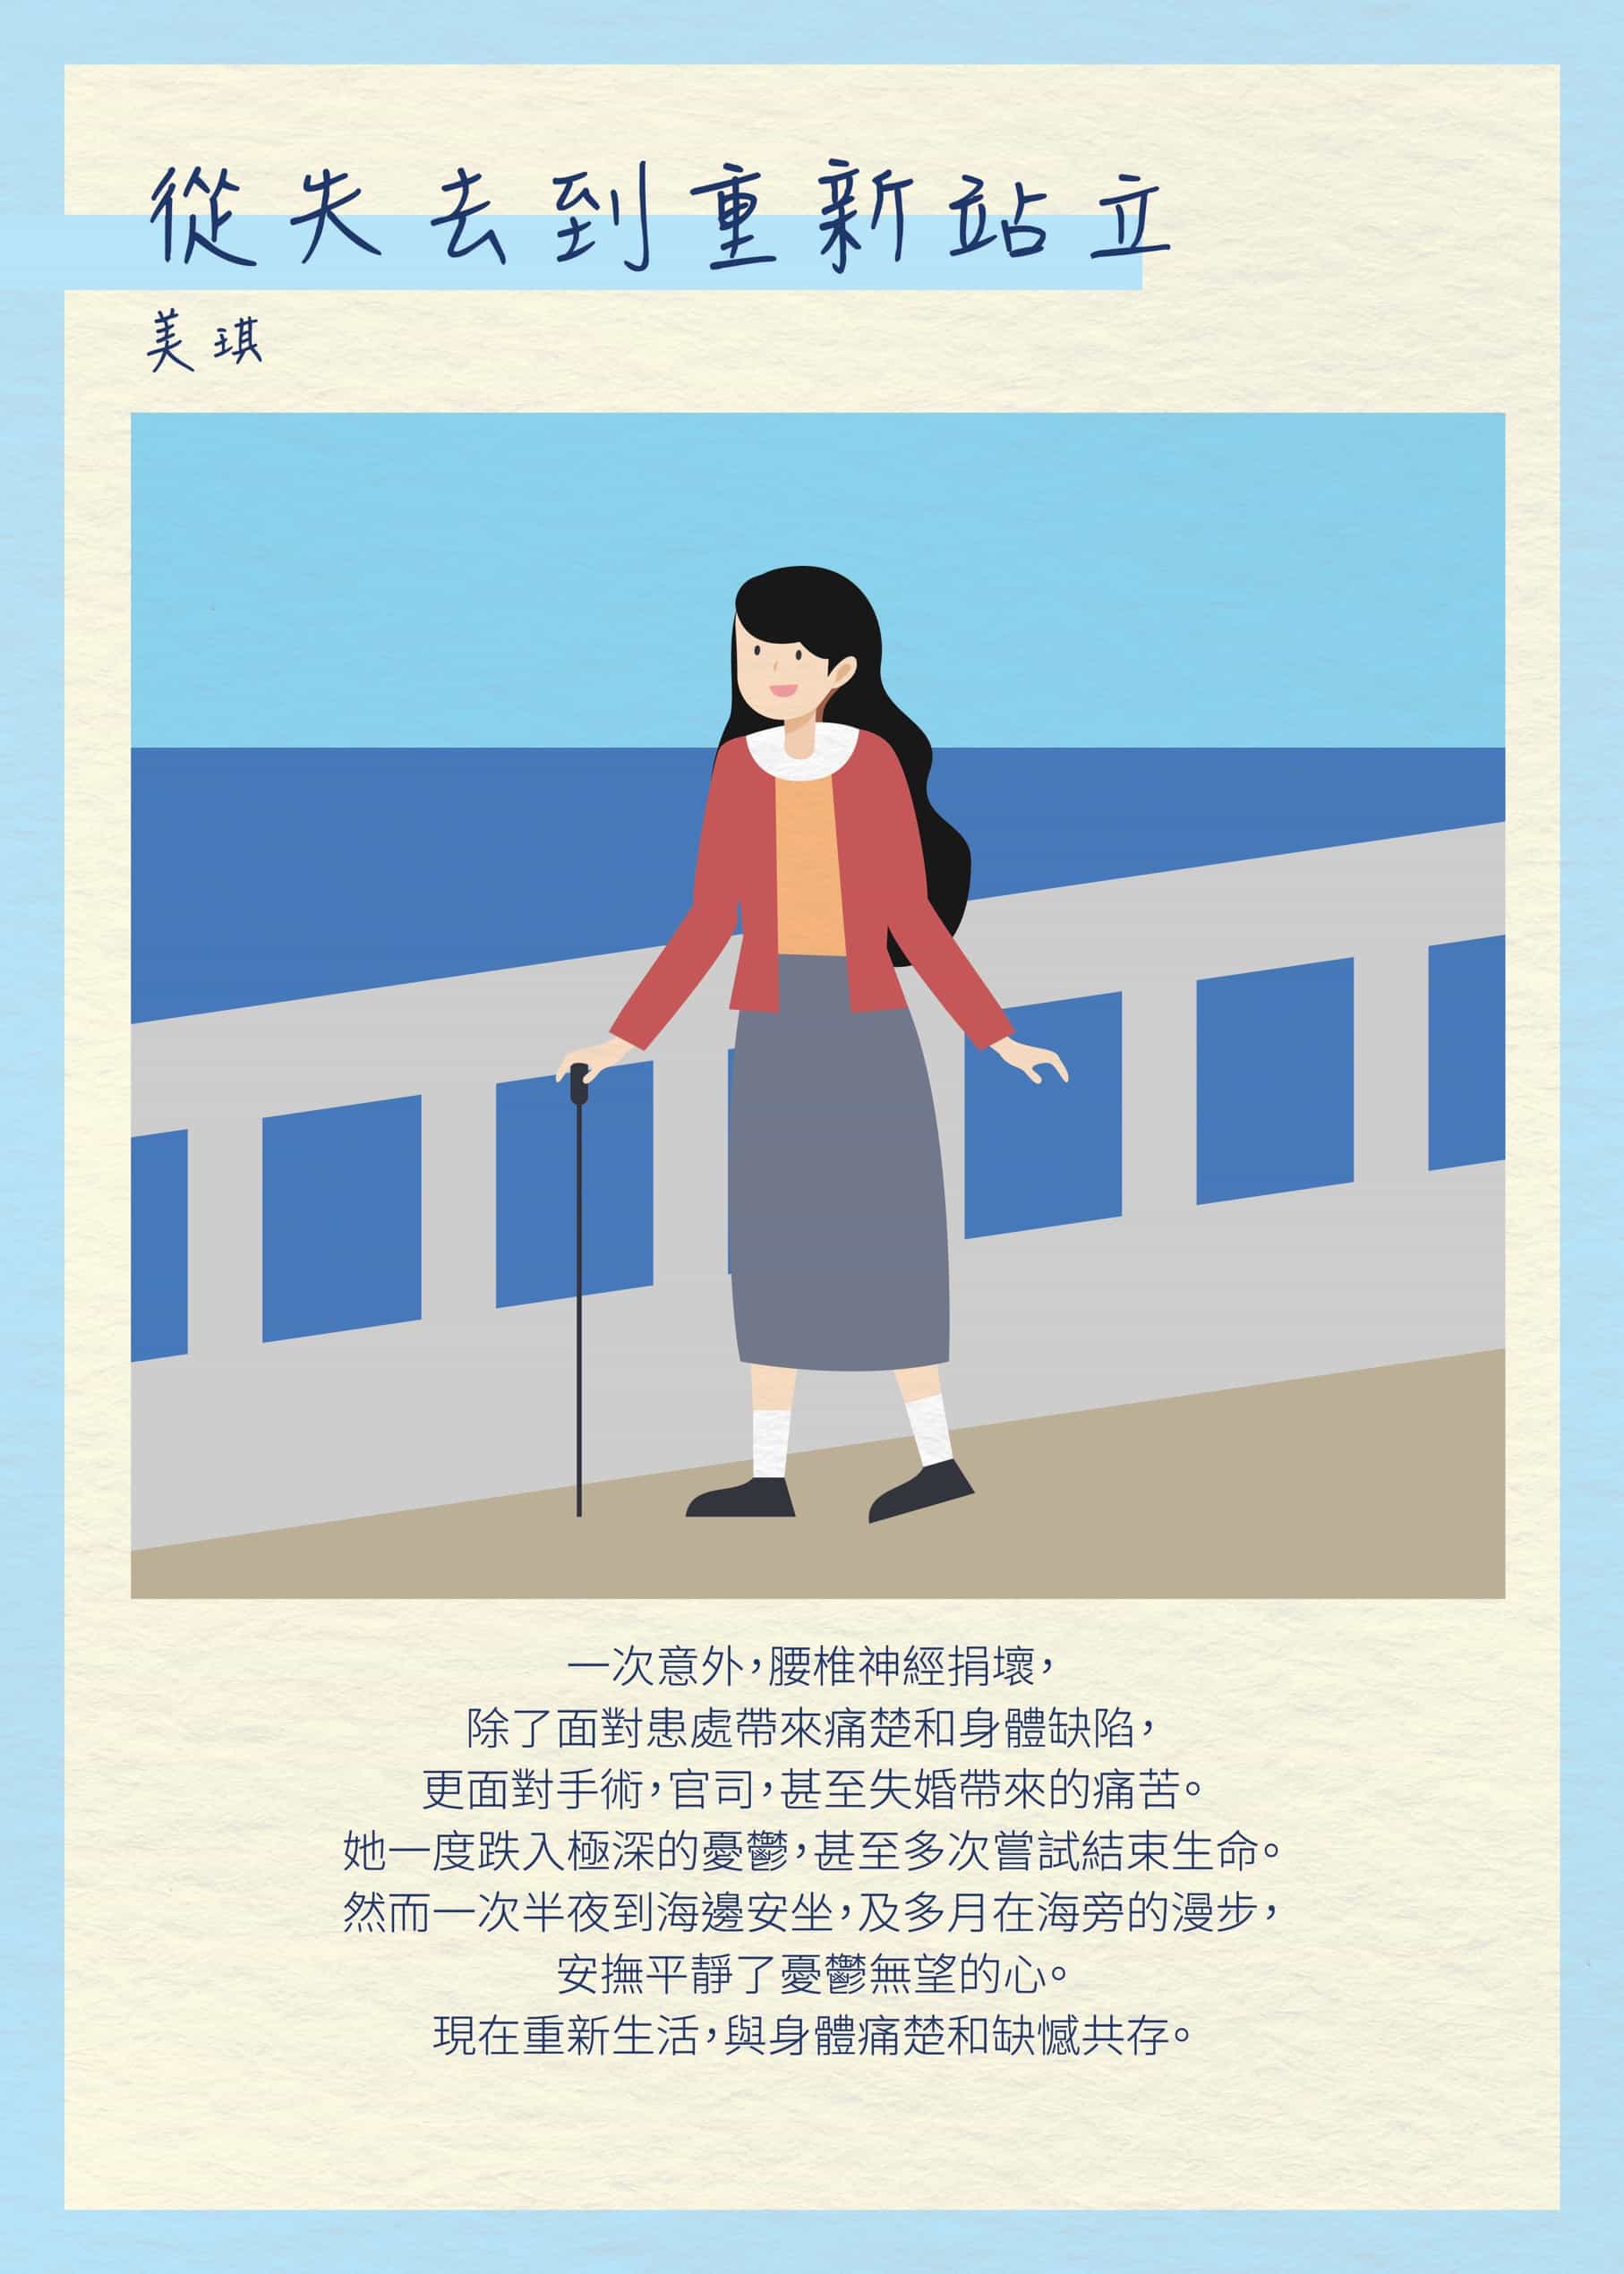 從失去到重新站立
美琪
一次意外，腰椎神經捐壞，
除了面對患處帶來痛楚和身體缺陷，
更面對手術，官司，甚至失婚帶來的痛苦。
她一度跌入極深的憂鬱，甚至多次嘗試結束生命。
然而一次半夜到海邊安坐，及多月在海旁的漫步，
安撫平靜了憂鬱無望的心。
現在重新生活，與身體痛楚和缺憾共存。